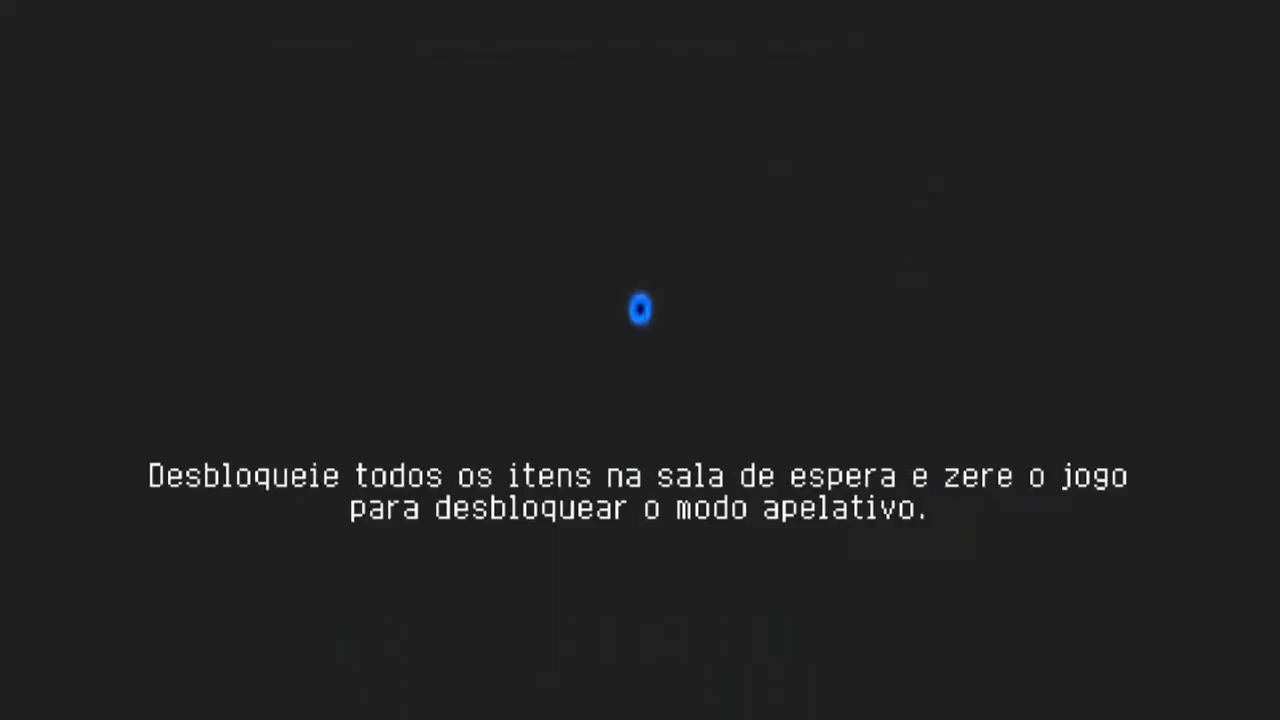 Desbloqueie todos os itens na sala de espera e zere o jogo
para desbloquear o modo apelativo.